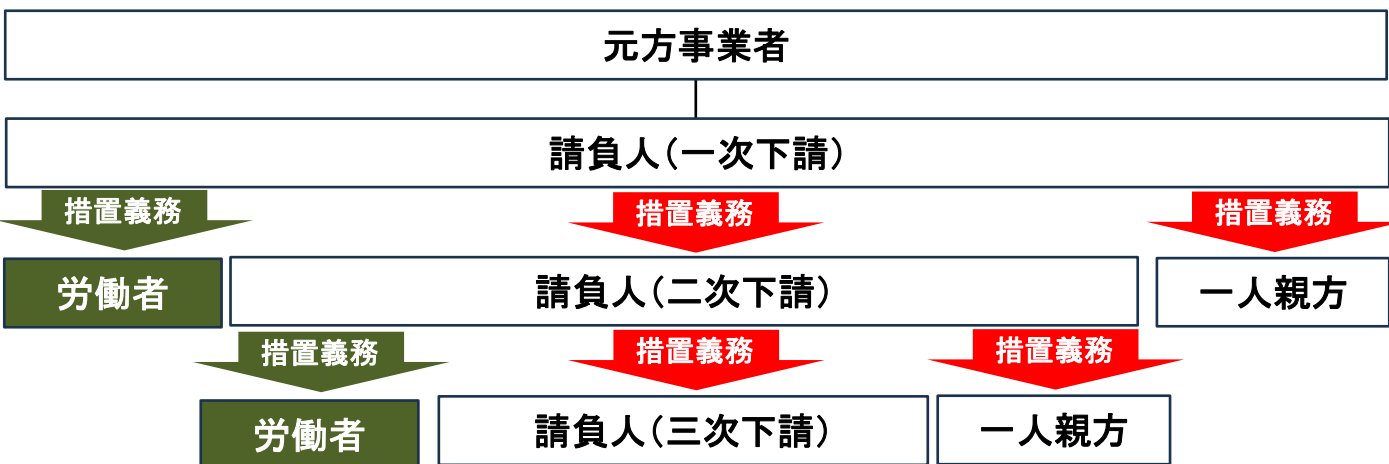 元方事業者
請負人(一次下請)
措置義務
措置義務
措置義務
労働者
請負人(二次下請)
一人親方
措置義務
措置義務
措置義務
労働者
請負人(三次下請)
一人親方